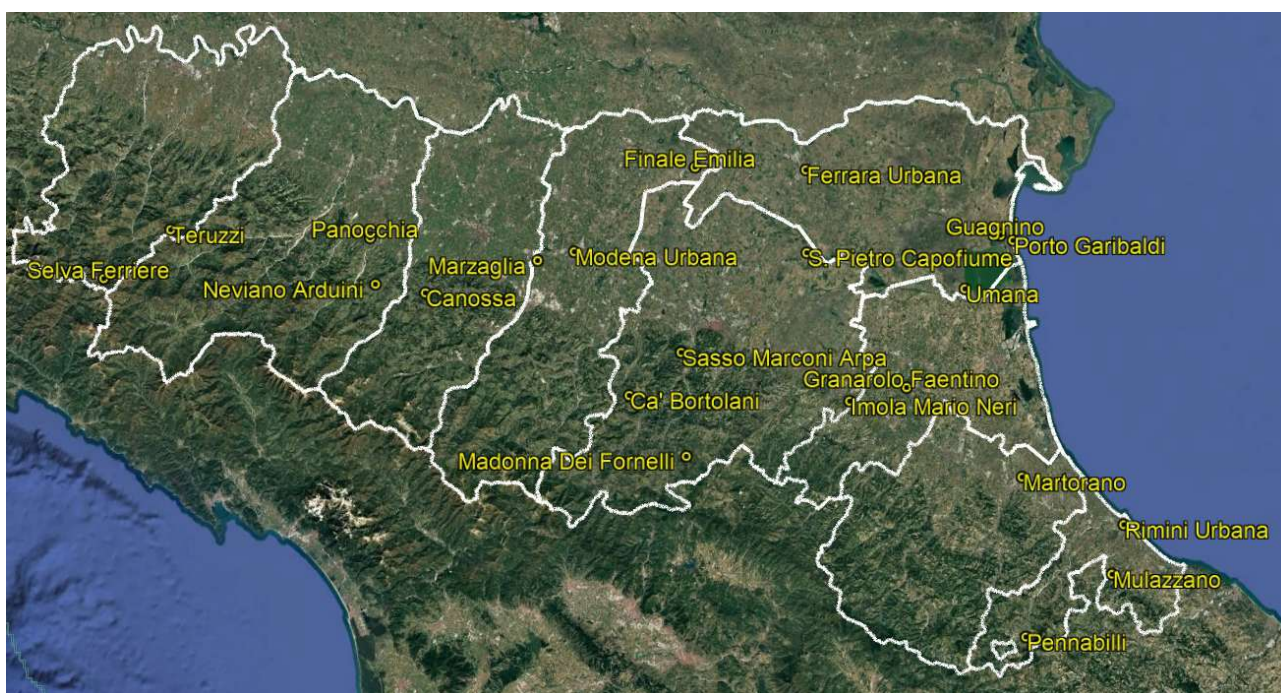 Finale Emilia
Ferrara Urbana
Teruzzi
Panocchia
Guagnino
Porto Garibaldi
Selva Ferriere
Marzaglia
Modena Urbana
S. Pietro Capofiume
Neviano Arduini
Canossa
Umana
Sasso Marconi Arpa
Granarolo Faentino
Ca' Bortolani
Imola Mario Neri
Madonna Dei Fornelli
Martorano
Rimini Urbana
Mulazzano
Pennabilli